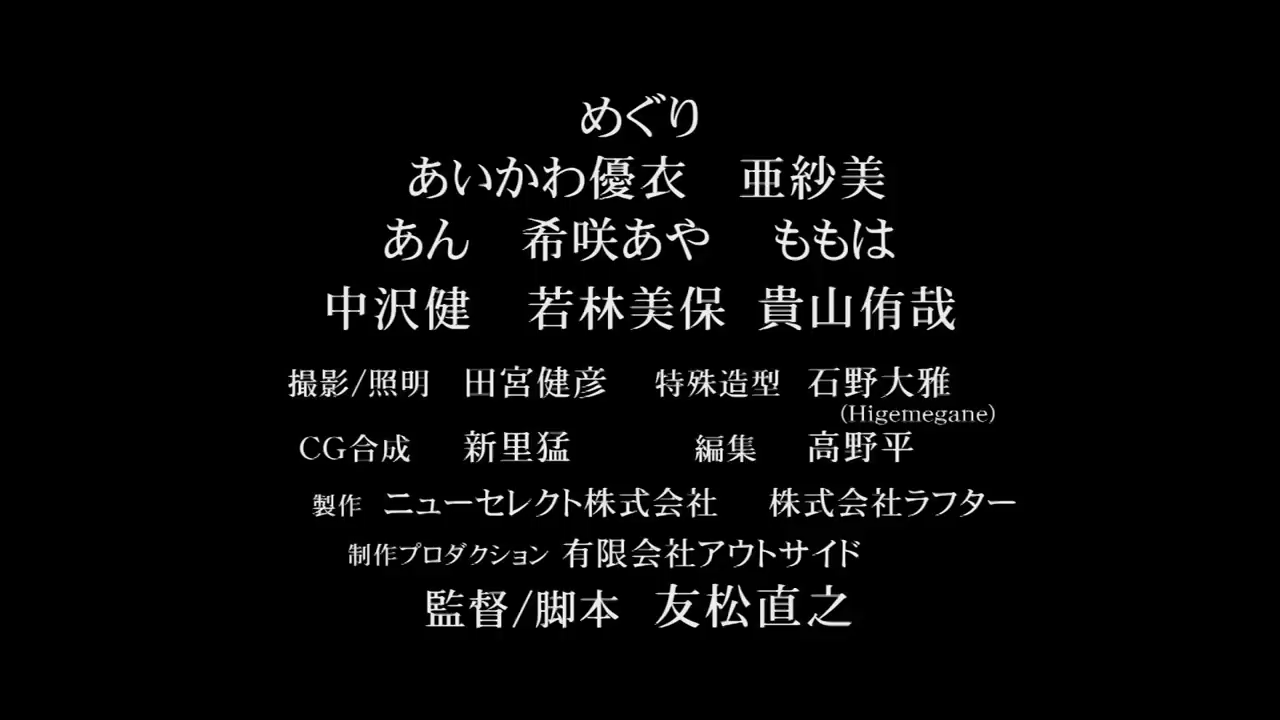 めぐり
あいかわ優衣　亜紗美
あん　希咲あや　ももは
中沢健　若林美保　貴山侑哉
撮影/照明　田宮健彦　特殊造型　石野大雅
(Higemegane)
CG合成　新里猛　編集　高野平
製作　ニューセレクト株式会社　株式会社ラフター
制作プロダクション　有限会社アウトサイド
監督/脚本　友松直之